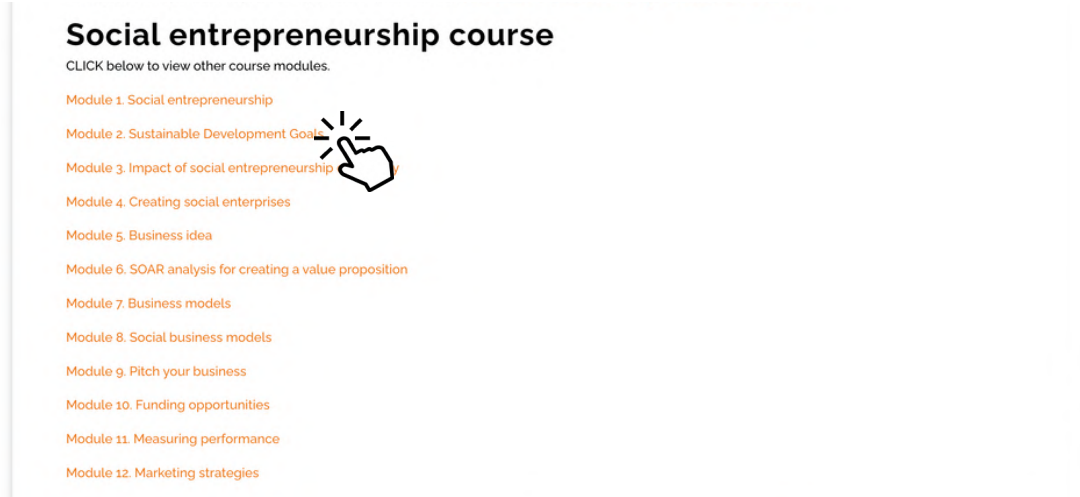 Social entrepreneurship course
CLICK below to view other course modules.
Module 1. Social entrepreneurship
Module 2. Sustainable Development Goals
Module 3. Impact of social entrepreneurship
Module 4. Creating social enterprises
Module 5. Business idea
Module 6. SOAR analysis for creating a value proposition
Module 7. Business models
Module 8. Social business models
Module 9. Pitch your business
Module 10. Funding opportunities
Module 11. Measuring performance
Module 12. Marketing strategies